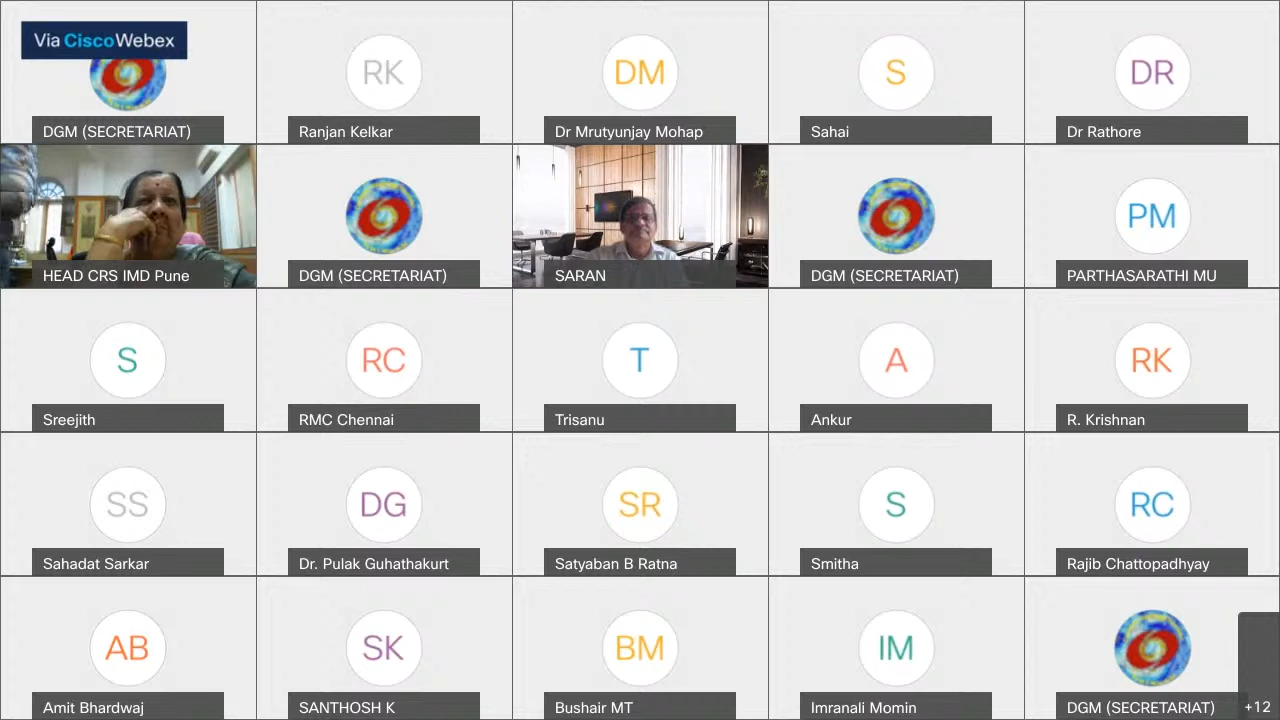 Via Cisco Webex
DGM (SECRETARIAT)
RK
Ranjan Kelkar
DM
Dr Mrutyunjay Mohap
S
Sahai
DR
Dr Rathore
HEAD CRS IMD Pune
DGM (SECRETARIAT)
SARAN
DGM (SECRETARIAT)
PM
PARTHASARATHI MU
S
Sreejith
RC
RMC Chennai
T
Trisanu
A
Ankur
RK
R. Krishnan
SS
Sahadat Sarkar
DG
Dr. Pulak Guhathakurt
SR
Satyaban B Ratna
S
Smitha
RC
Rajib Chattopadhyay
AB
Amit Bhardwaj
SK
SANTHOSH K
BM
Bushair MT
IM
Imranali Momin
DGM (SECRETARIAT)
+12